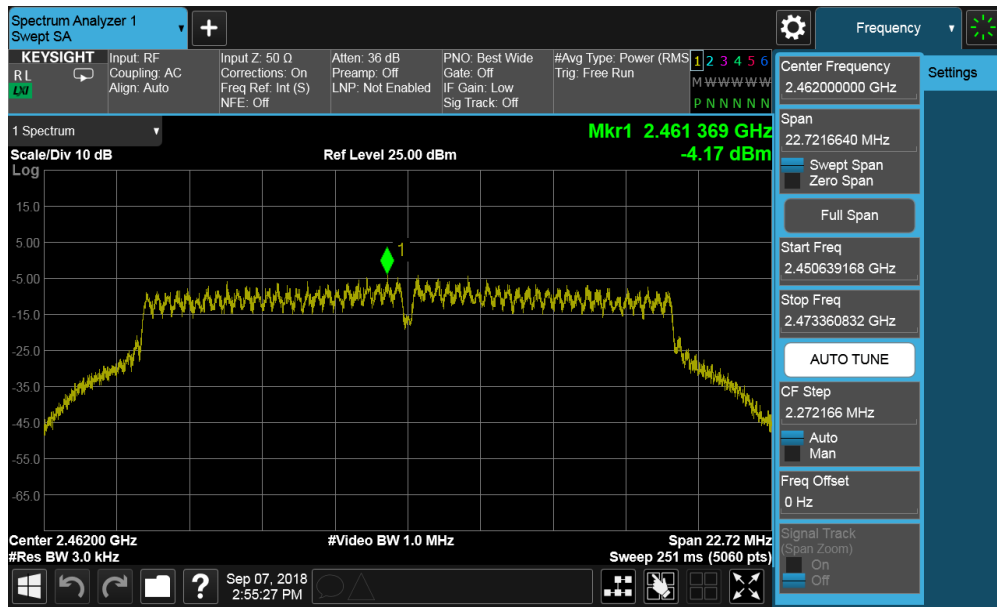 Spectrum Analyzer 1
Swept SA
Frequency
KEYSIGHT
R L
LXI
Input: RF
Coupling: AC
Align: Auto
Input Z: 50 Ω
Corrections: On
Freq Ref: Int (S)
NFE: Off
Atten: 36 dB
Preamp: Off
LNP: Not Enabled
PNO: Best Wide
Gate: Off
IF Gain: Low
Sig Track: Off
#Avg Type: Power (RMS
Trig: Free Run
1 2 3 4 5 6
M W W W W W
P N N N N N
Center Frequency
2.462000000 GHz
Settings
Span
22.7216640 MHz
Swept Span
Zero Span
Full Span
Start Freq
2.450639168 GHz
Stop Freq
2.473360832 GHz
AUTO TUNE
CF Step
2.272166 MHz
Auto
Man
Freq Offset
0 Hz
Signal Track
(Span Zoom)
On
Off
1 Spectrum
Scale/Div 10 dB
Ref Level 25.00 dBm
Mkr1 2.461 369 GHz
-4.17 dBm
Log
15.0
5.00
-5.00
-15.0
-25.0
-35.0
-45.0
-55.0
-65.0
1
Center 2.46200 GHz
#Res BW 3.0 kHz
#Video BW 1.0 MHz
Span 22.72 MHz
Sweep 251 ms (5060 pts)
?
Sep 07, 2018
2:55:27 PM